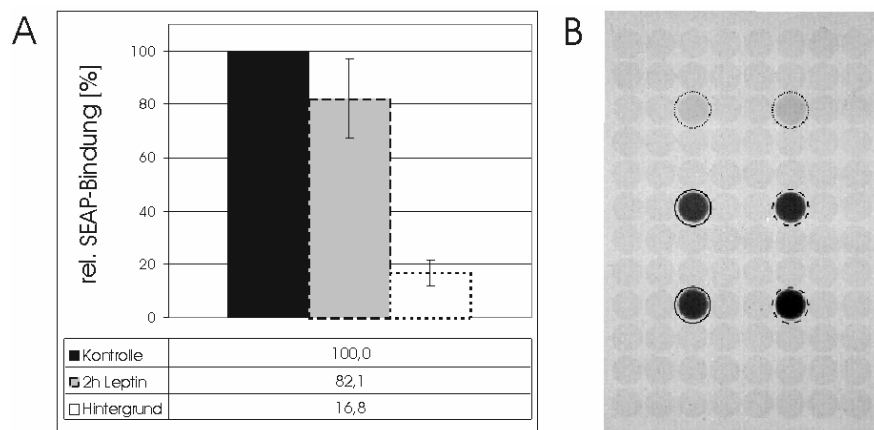 A
B
rel. SEAP-Bindung [%]
100
80
60
40
20
0
Kontrolle 100,0
2h Leptin 82,1
Hintergrund 16,8